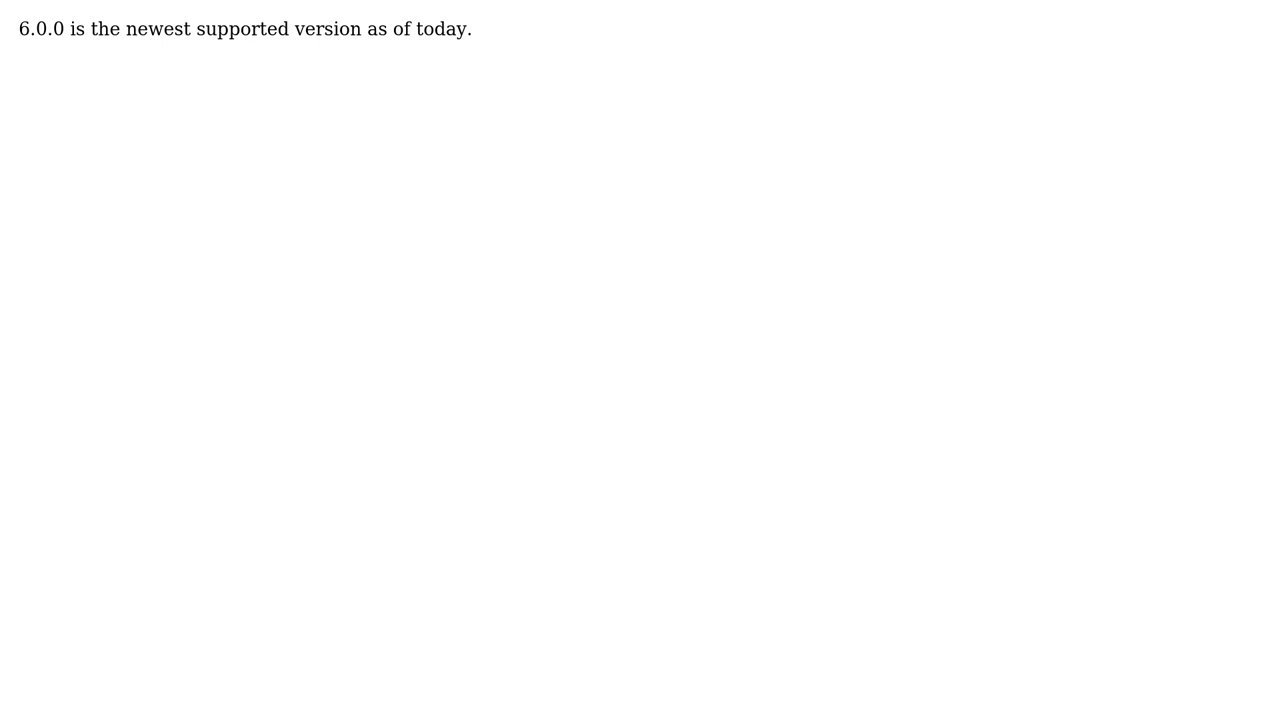 6.0.0 is the newest supported version as of today.